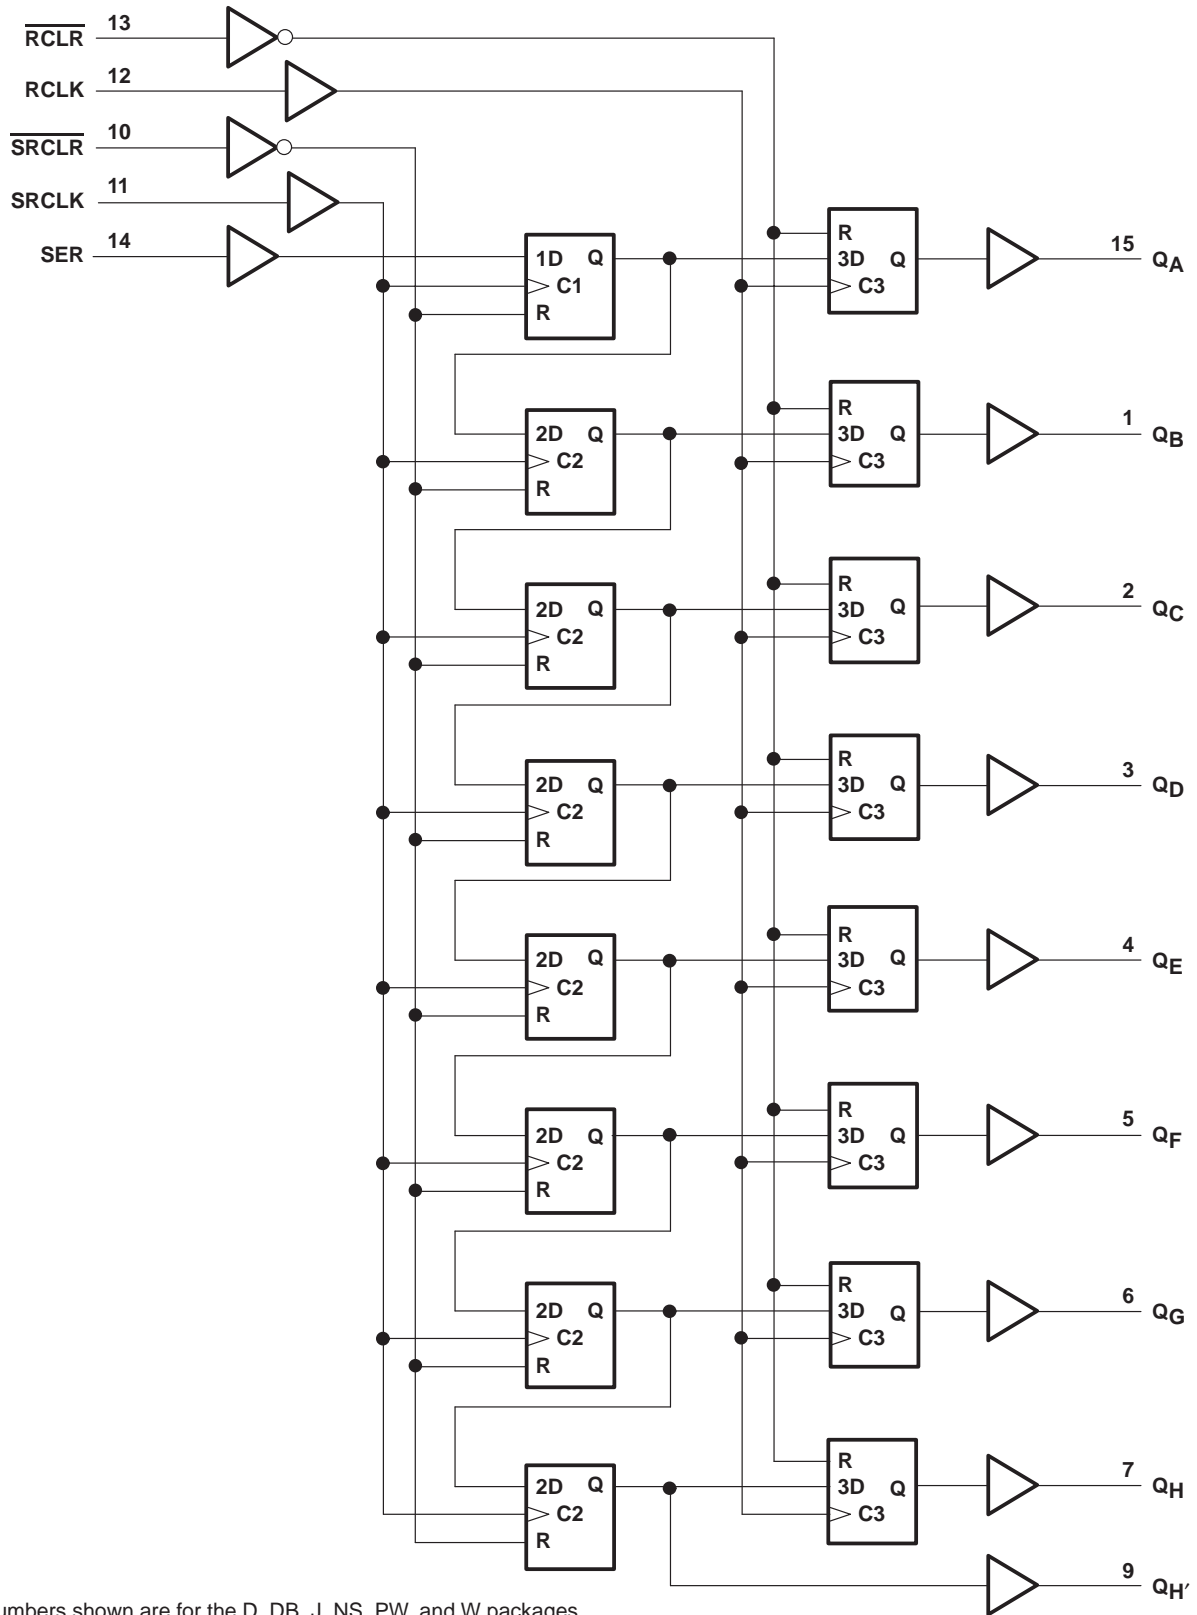 RCLR 13
RCLK 12
SRCLR 10
SRCLK 11
SER 14
1D Q
C1
R
R
3D Q
C3
15 QA
2D Q
C2
R
R
3D Q
C3
1 QB
2D Q
C2
R
R
3D Q
C3
2 QC
2D Q
C2
R
R
3D Q
C3
3 QD
2D Q
C2
R
R
3D Q
C3
4 QE
2D Q
C2
R
R
3D Q
C3
5 QF
2D Q
C2
R
R
3D Q
C3
6 QG
2D Q
C2
R
R
3D Q
C3
7 QH
9 QH′
umbers shown are for the D, DB, J, NS, PW, and W packages